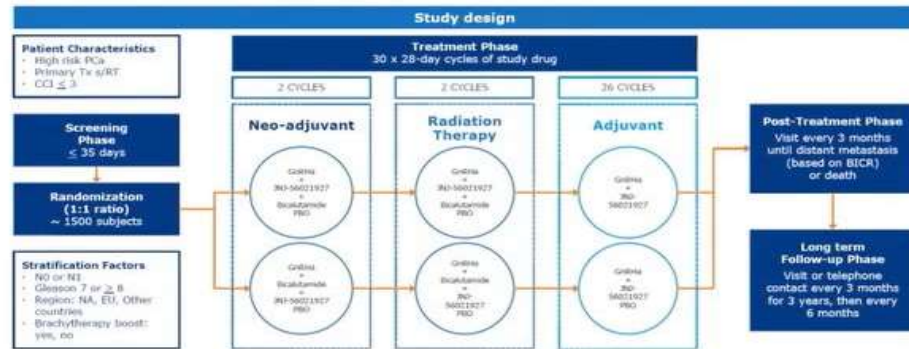 Study design
Patient Characteristics
High risk PCa
Primary Tx s/RT
CCI ≤ 3
Screening
Phase
≤ 35 days
Randomization
(1:1 ratio)
~ 1500 subjects
Stratification Factors
N0 or N1
Gleason 7 or ≥ 8
Region: NA, EU, Other
countries
Brachytherapy boost:
yes, no
Treatment Phase
30 x 28-day cycles of study drug
2 CYCLES
Neo-adjuvant
GnRHa
+
JNJ-56021927
+
Bicalutamide
PBO
GnRHa
+
Bicalutamide
+
JNJ-56021927
PBO
2 CYCLES
Radiation
Therapy
GnRHa
+
JNJ-56021927
+
Bicalutamide
PBO
GnRHa
+
Bicalutamide
+
JNJ-
56021927
PBO
26 CYCLES
Adjuvant
GnRHa
+
JNJ-
56021927
GnRHa
+
JNJ-
56021927
PBO
Post-Treatment Phase
Visit every 3 months
until distant metastasis
(based on BICR)
or death
Long term
Follow-up Phase
Visit or telephone
contact every 3 months
for 3 years, then every
6 months